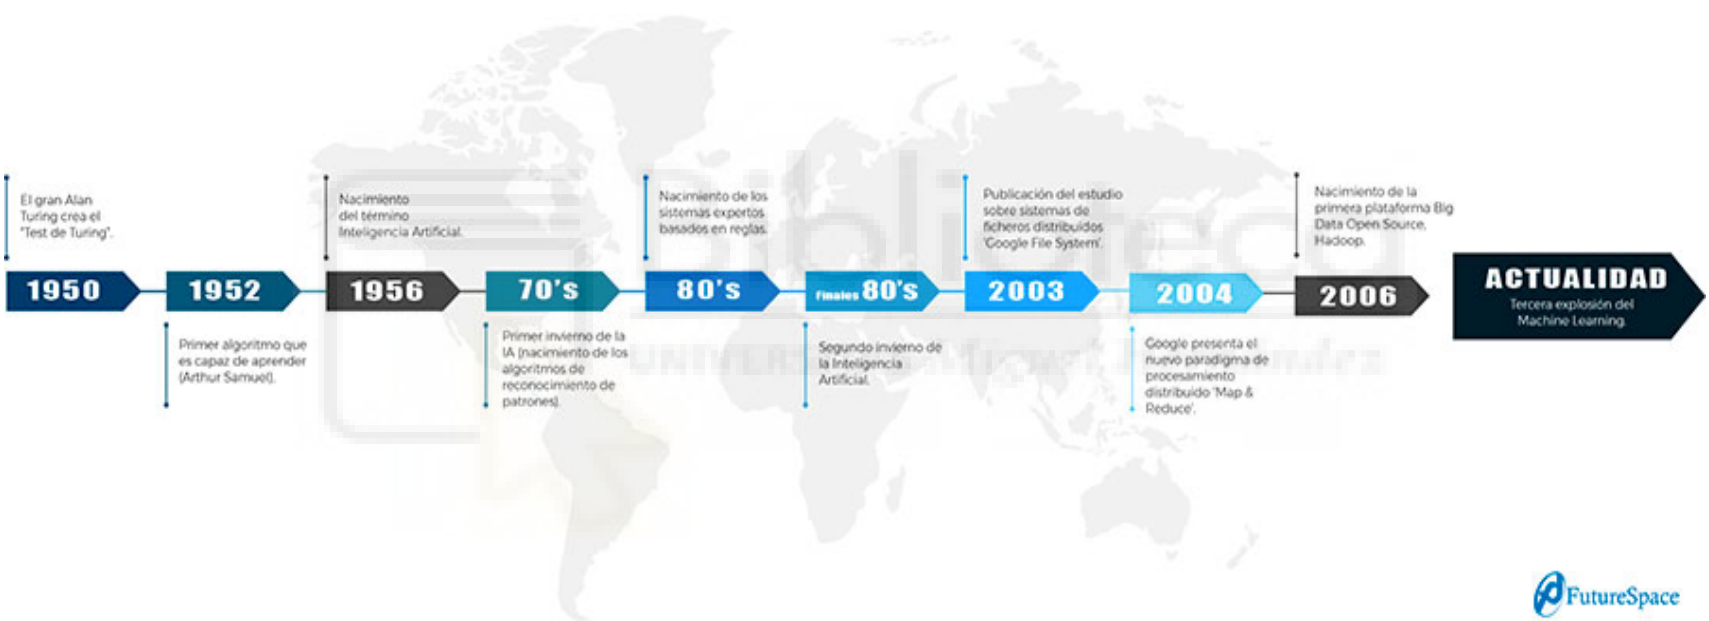 El gran Alan
Turing crea el
"Test de Turing".
1950
1952
Primer algoritmo que
es capaz de aprender
(Arthur Samuel).
Nacimiento
del término
Inteligencia Artificial.
1956
70's
Primer invierno de la
IA (nacimiento de los
algoritmos de
reconocimiento de
patrones).
Nacimiento de los
sistemas expertos
basados en reglas.
80's
Finales 80's
Segundo invierno de
la Inteligencia
Artificial.
Publicación del estudio
sobre sistemas de
ficheros distribuidos
'Google File System'.
2003
2004
Google presenta el
nuevo paradigma de
procesamiento
distribuido 'Map &
Reduce'.
Nacimiento de la
primera plataforma Big
Data Open Source,
Hadoop.
2006
ACTUALIDAD
Tercera explosión del
Machine Learning.
Biblioteca
UNIVERSITAS Miguel Hernández
FutureSpace